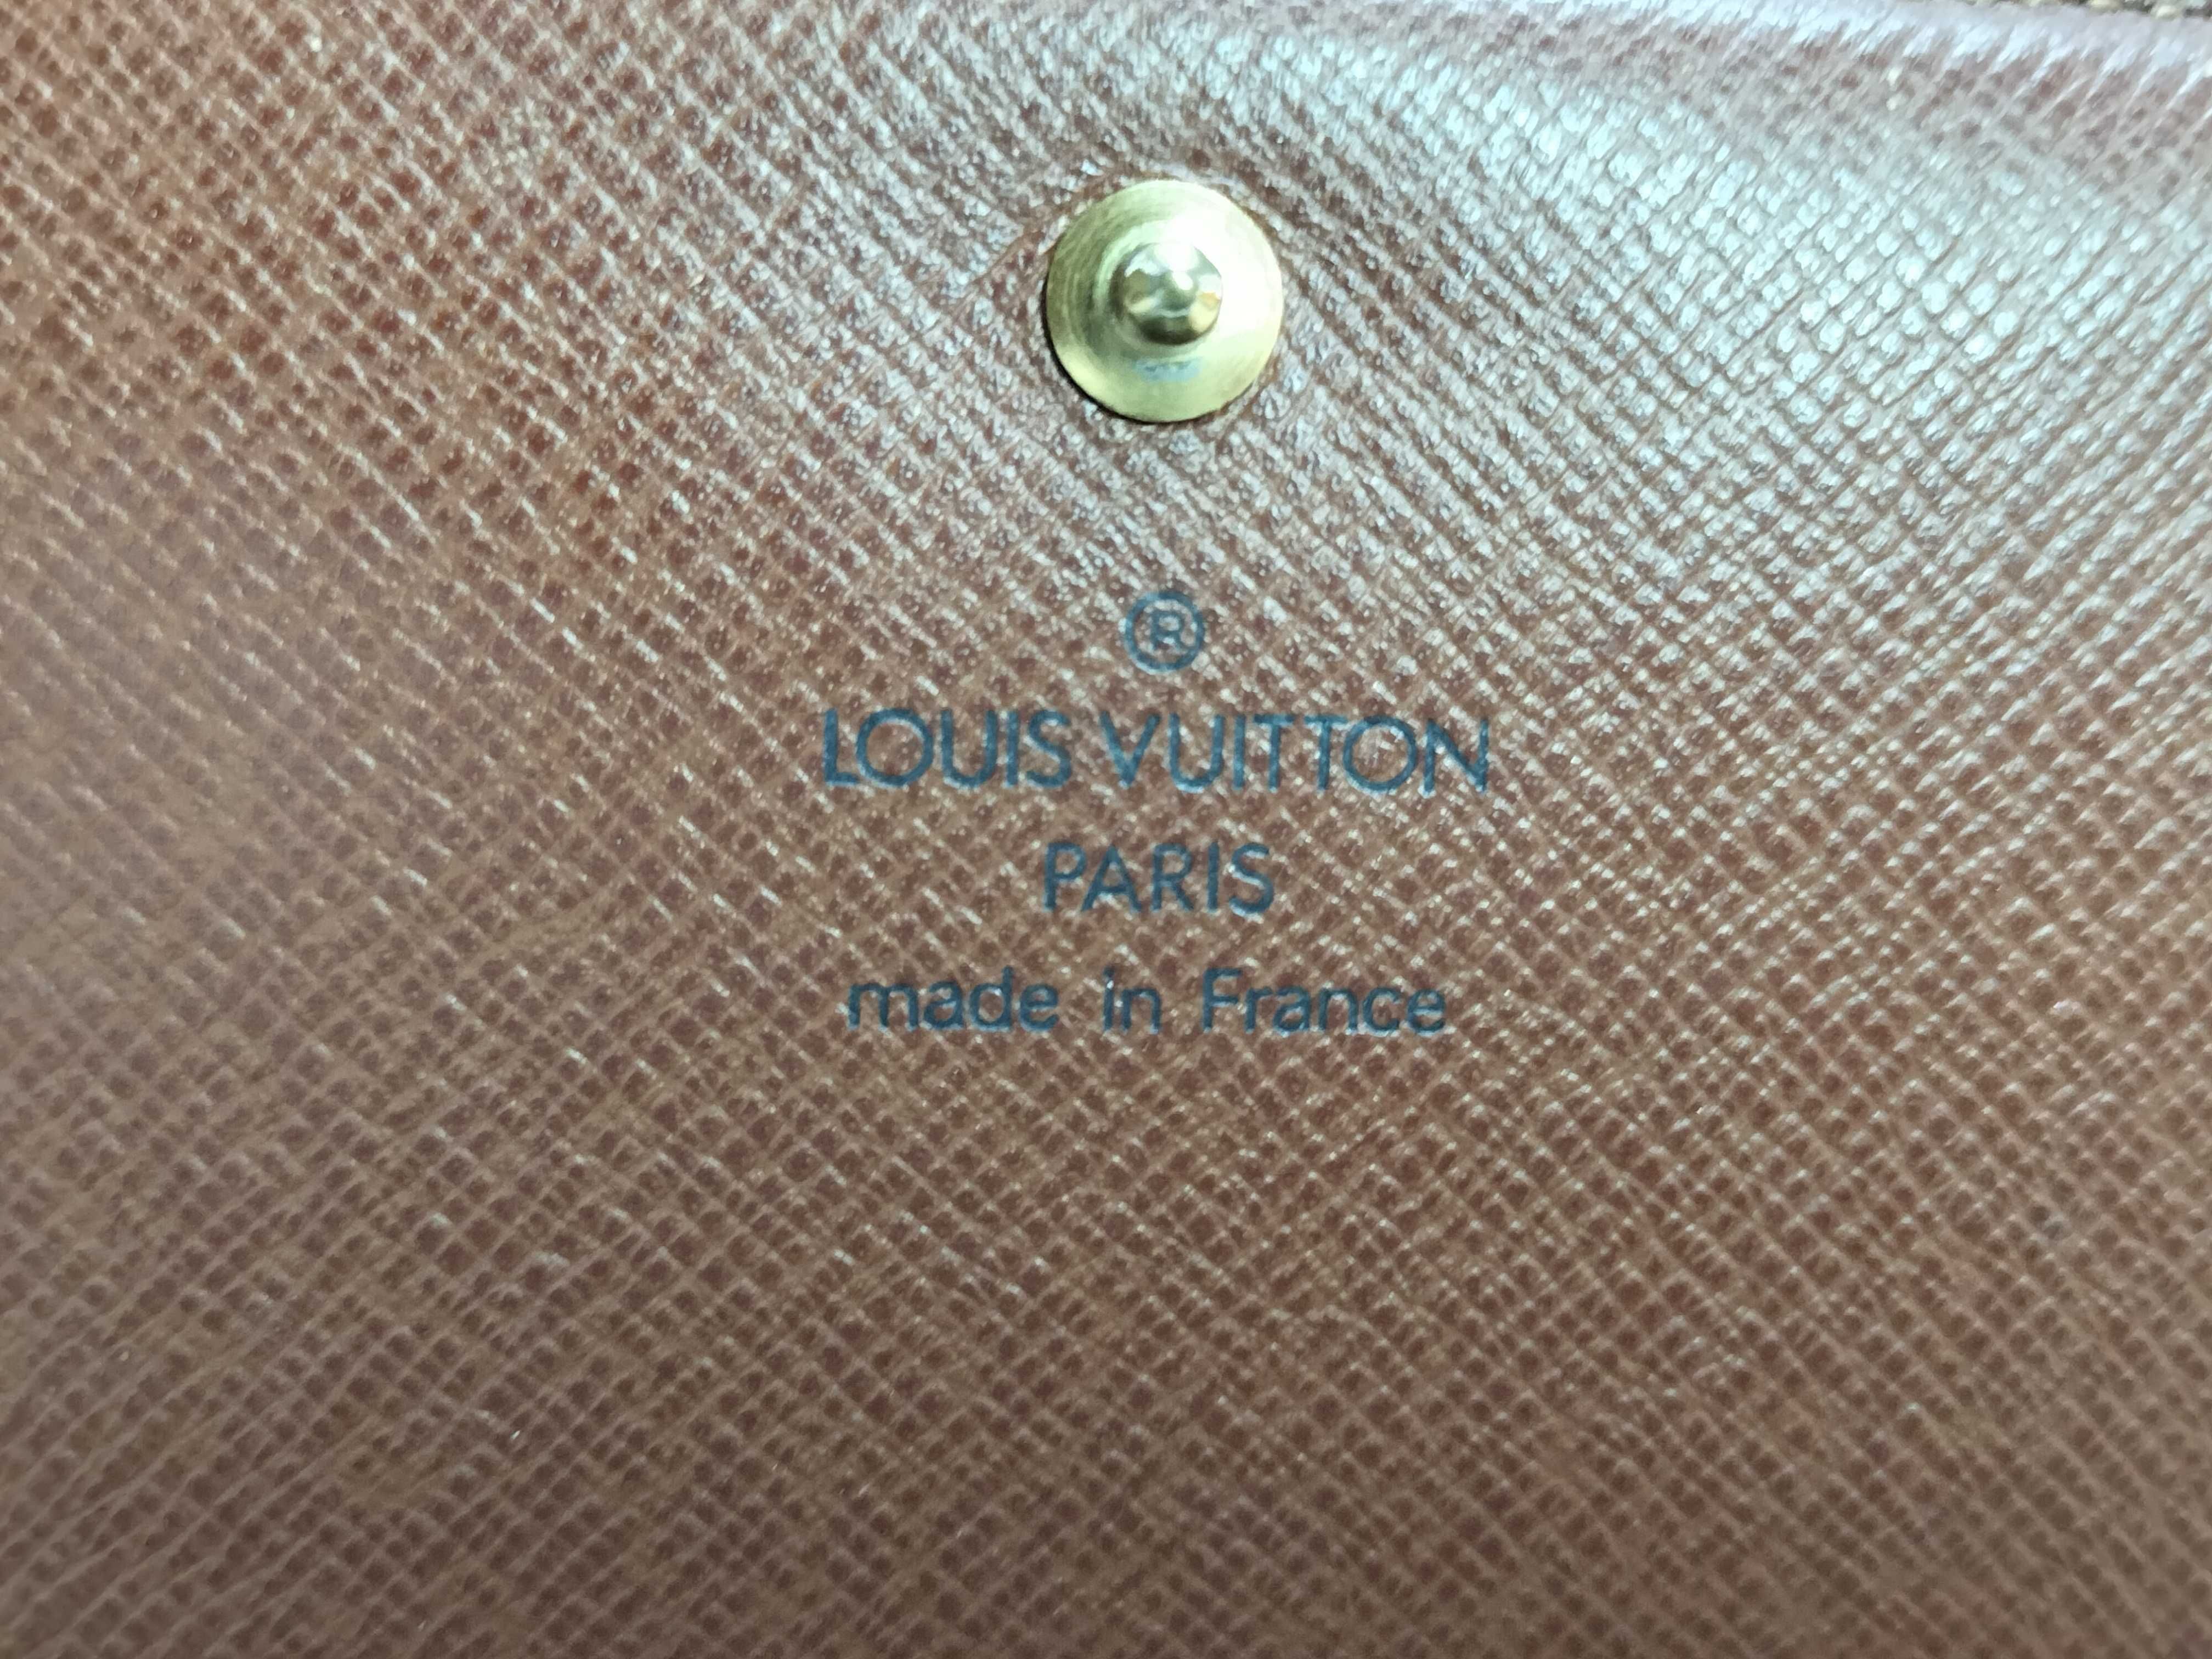 ®
LOUIS VUITTON
PARIS
made in France